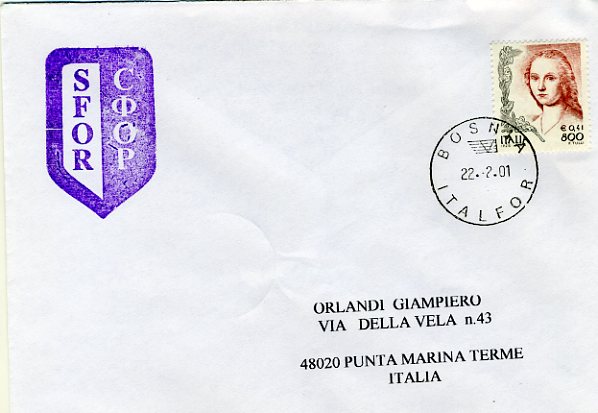 SFOR
СФОР
€ 0,41
800
ITALIA
BOSNIA
22.-2.01
ITALFOR
ORLANDI GIAMPIERO
VIA DELLA VELA n.43
48020 PUNTA MARINA TERME
ITALIA